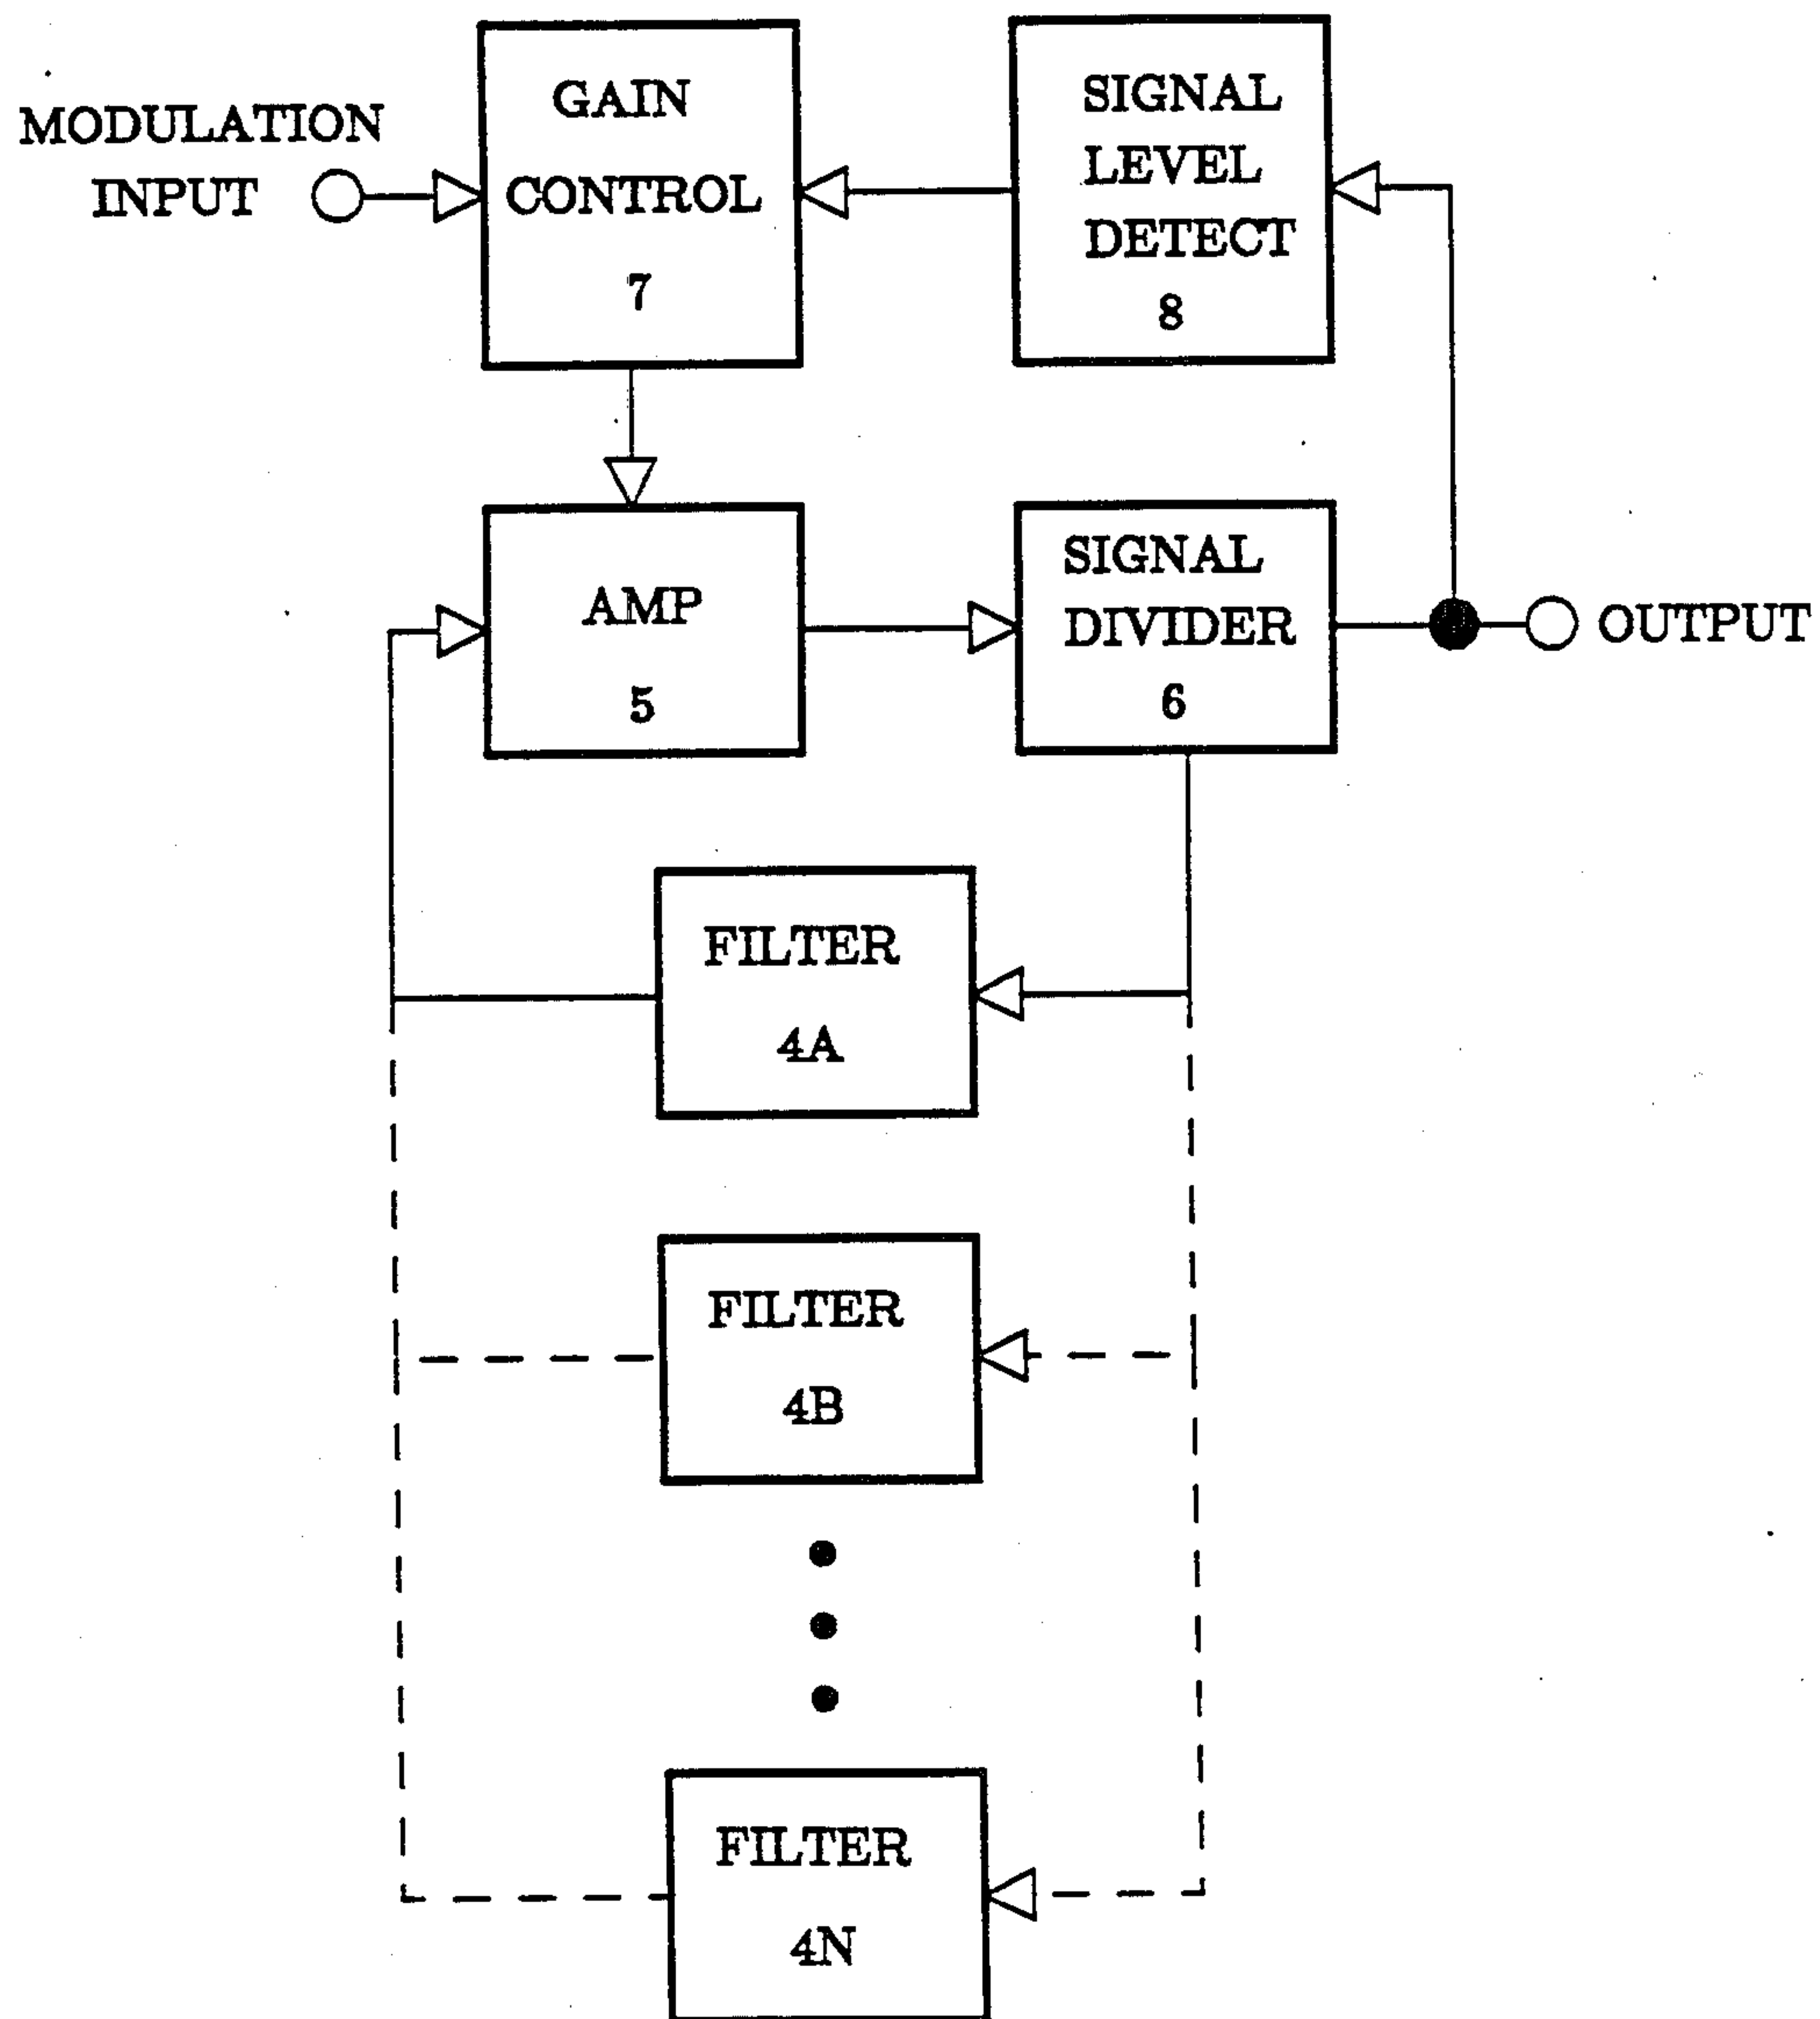 MODULATION
INPUT
GAIN
CONTROL
7
SIGNAL
LEVEL
DETECT
8
AMP
5
SIGNAL
DIVIDER
6
OUTPUT
FILTER
4A
FILTER
4B
FILTER
4N